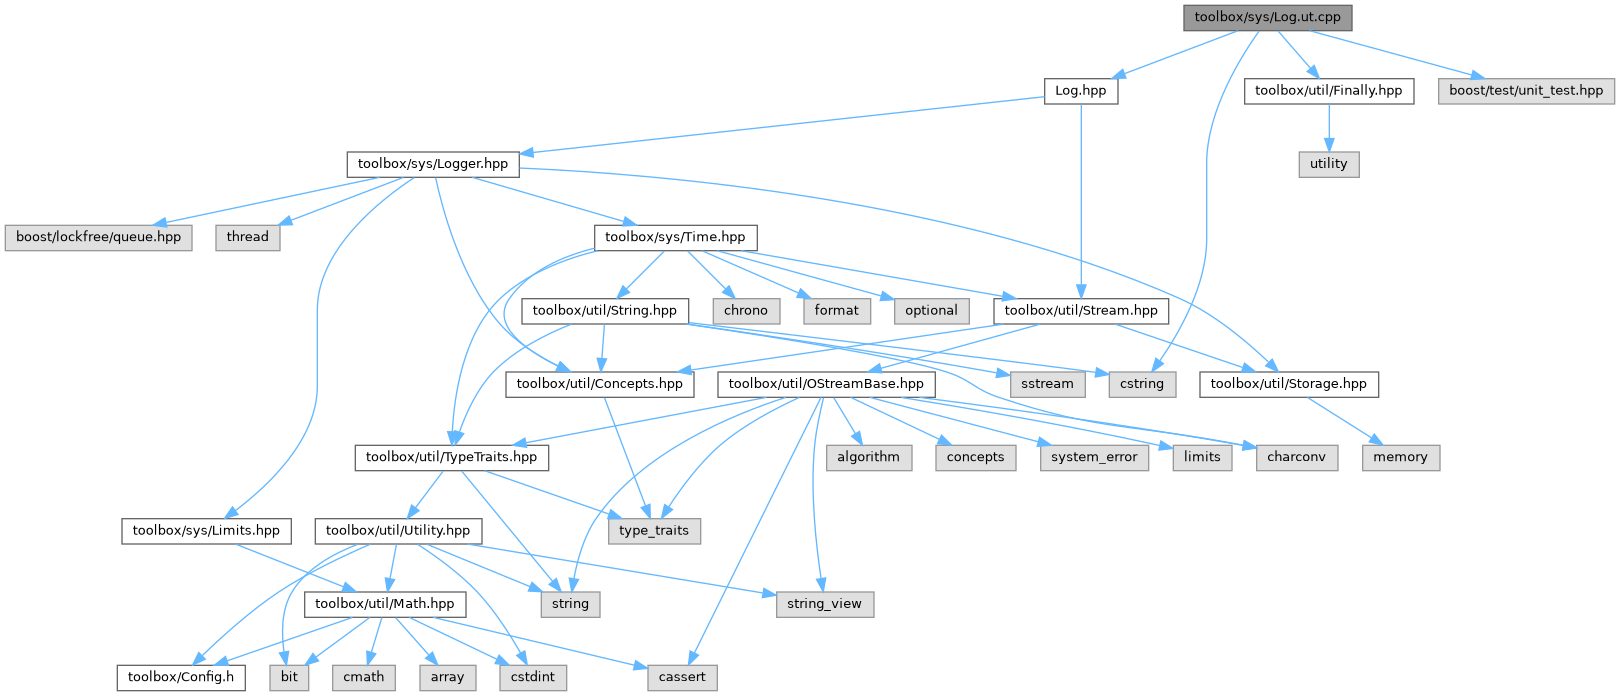 toolbox/sys/Log.ut.cpp
Log.hpp
toolbox/util/Finally.hpp
boost/test/unit_test.hpp
toolbox/sys/Logger.hpp
utility
boost/lockfree/queue.hpp
thread
toolbox/sys/Time.hpp
toolbox/util/String.hpp
chrono
format
optional
toolbox/util/Stream.hpp
toolbox/util/Concepts.hpp
toolbox/util/OStreamBase.hpp
sstream
cstring
toolbox/util/Storage.hpp
toolbox/util/TypeTraits.hpp
algorithm
concepts
system_error
limits
charconv
memory
toolbox/sys/Limits.hpp
toolbox/util/Utility.hpp
type_traits
toolbox/util/Math.hpp
string
string_view
toolbox/Config.h
bit
cmath
array
cstdint
cassert